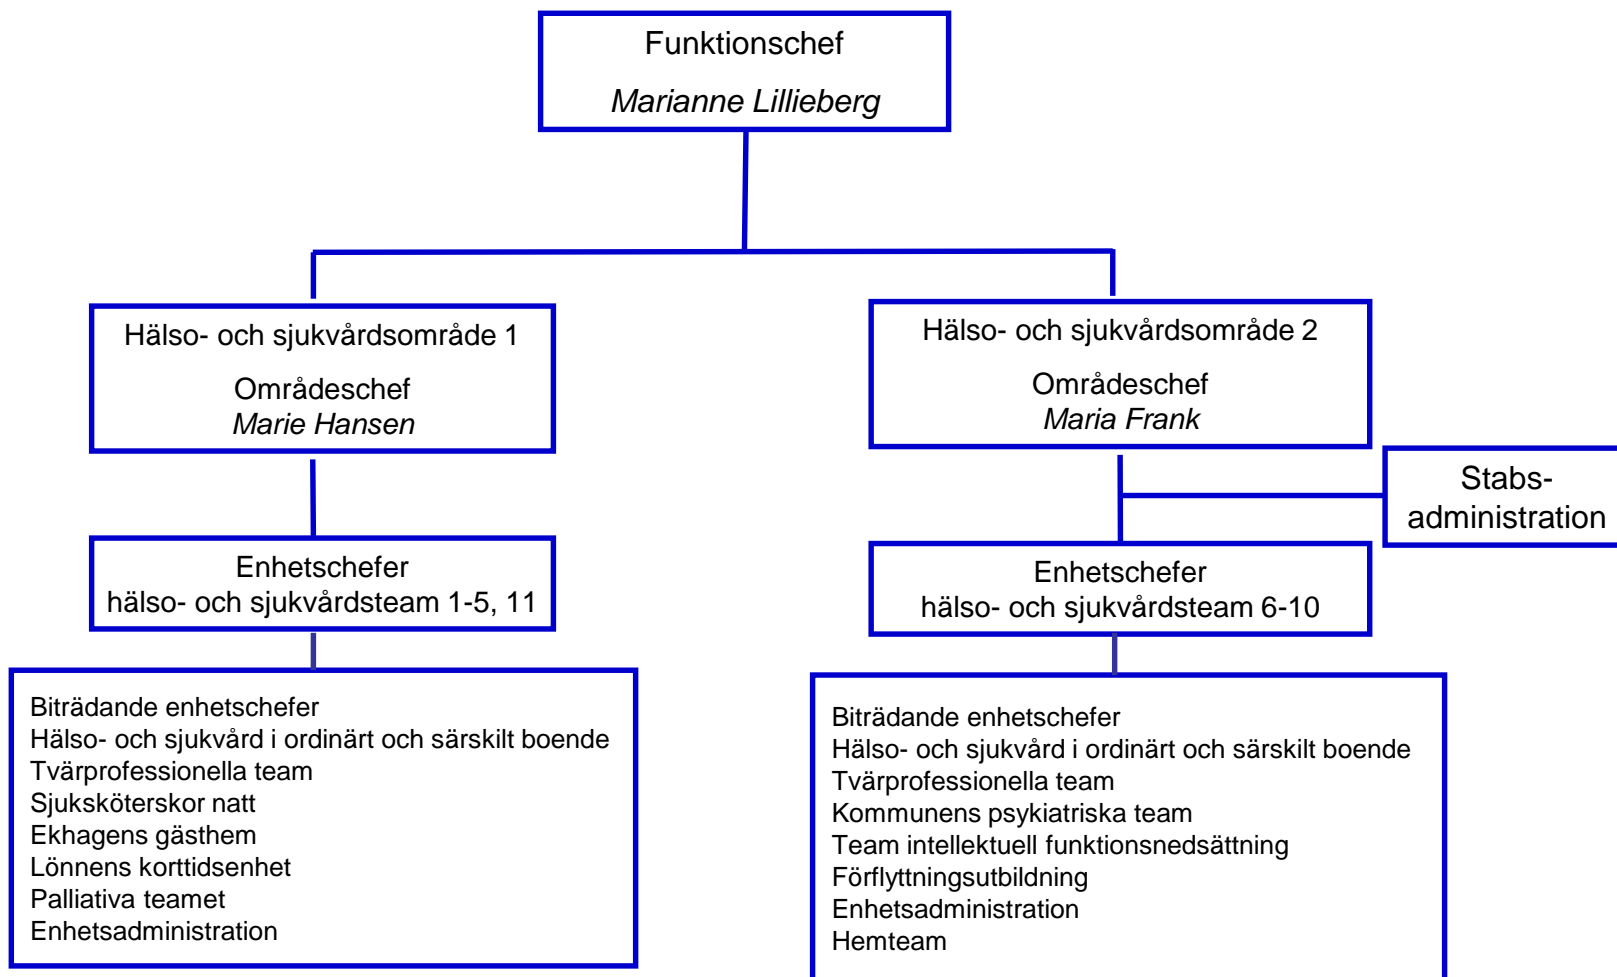 Funktionschef
Marianne Lillieberg
Hälso- och sjukvårdsområde 1
Områdeschef
Marie Hansen
Hälso- och sjukvårdsområde 2
Områdeschef
Maria Frank
Stabs-
administration
Enhetschefer
hälso- och sjukvårdsteam 1-5, 11
Enhetschefer
hälso- och sjukvårdsteam 6-10
Biträdande enhetschefer
Hälso- och sjukvård i ordinärt och särskilt boende
Tvärprofessionella team
Sjuksköterskor natt
Ekhagens gästhem
Lönnens korttidsenhet
Palliativa teamet
Enhetsadministration
Biträdande enhetschefer
Hälso- och sjukvård i ordinärt och särskilt boende
Tvärprofessionella team
Kommunens psykiatriska team
Team intellektuell funktionsnedsättning
Förflyttningsutbildning
Enhetsadministration
Hemteam